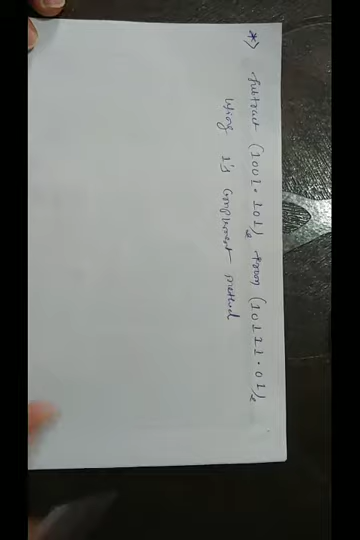 *) Subtract (1001.101)₂ from (10111.01)₂
Using 1's complement method